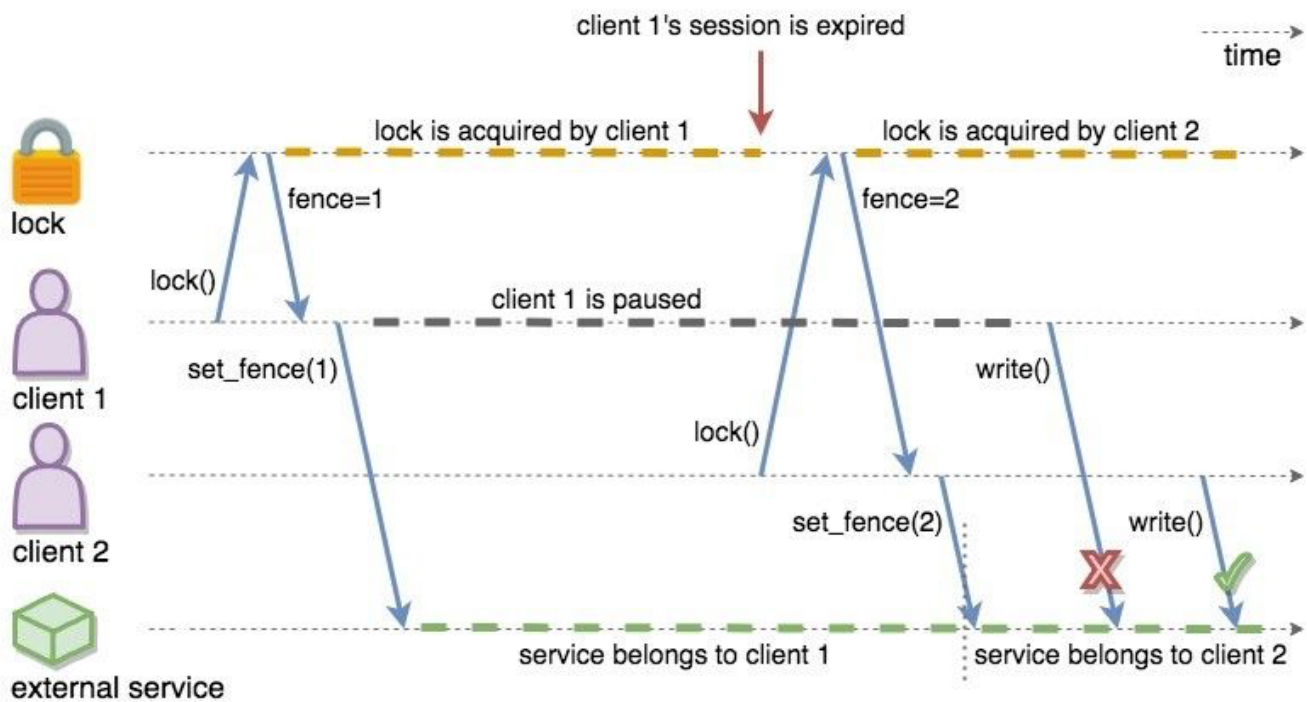 client 1's session is expired
time
lock is acquired by client 1
lock is acquired by client 2
fence=1
fence=2
lock
lock()
client 1 is paused
set_fence(1)
write()
client 1
lock()
set_fence(2)
write()
client 2
service belongs to client 1
service belongs to client 2
external service